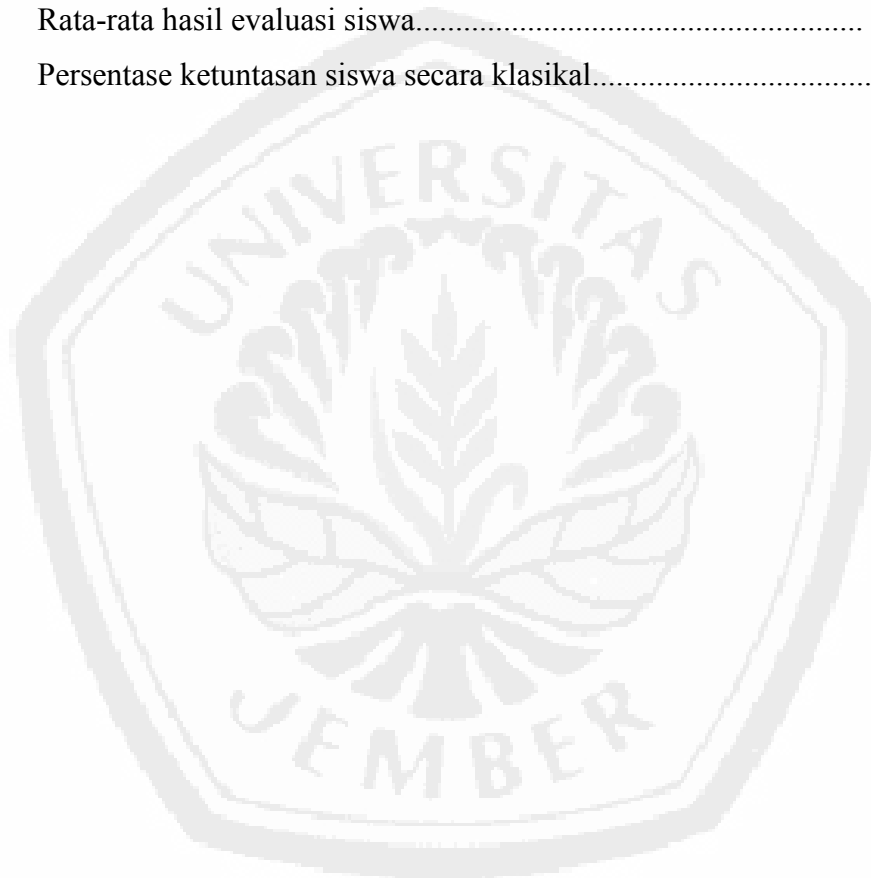 Rata-rata hasil evaluasi siswa........................................................
Persentase ketuntasan siswa secara klasikal...................................
UNIVERSITAS
JEMBER